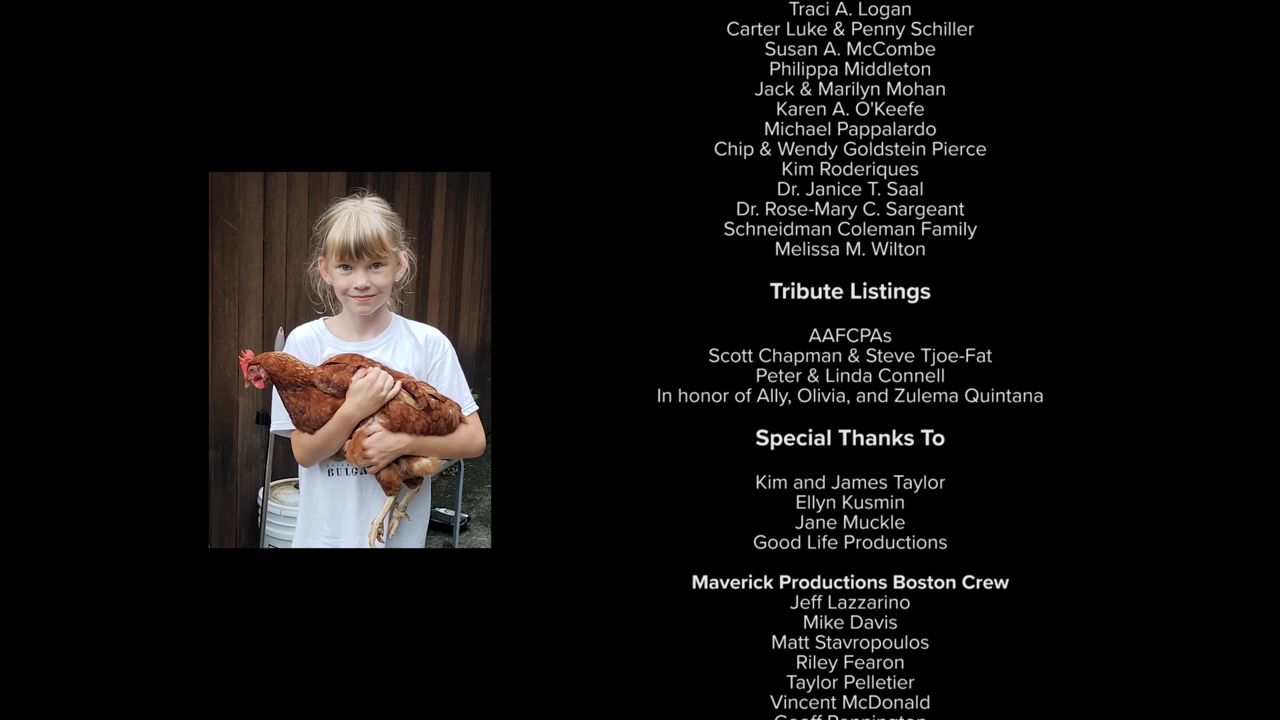 Traci A. Logan
Carter Luke & Penny Schiller
Susan A. McCombe
Philippa Middleton
Jack & Marilyn Mohan
Karen A. O'Keefe
Michael Pappalardo
Chip & Wendy Goldstein Pierce
Kim Roderiques
Dr. Janice T. Saal
Dr. Rose-Mary C. Sargeant
Schneidman Coleman Family
Melissa M. Wilton
Tribute Listings
AAFCPAs
Scott Chapman & Steve Tjoe-Fat
Peter & Linda Connell
In honor of Ally, Olivia, and Zulema Quintana
Special Thanks To
Kim and James Taylor
Ellyn Kusmin
Jane Muckle
Good Life Productions
Maverick Productions Boston Crew
Jeff Lazzarino
Mike Davis
Matt Stavropoulos
Riley Fearon
Taylor Pelletier
Vincent McDonald